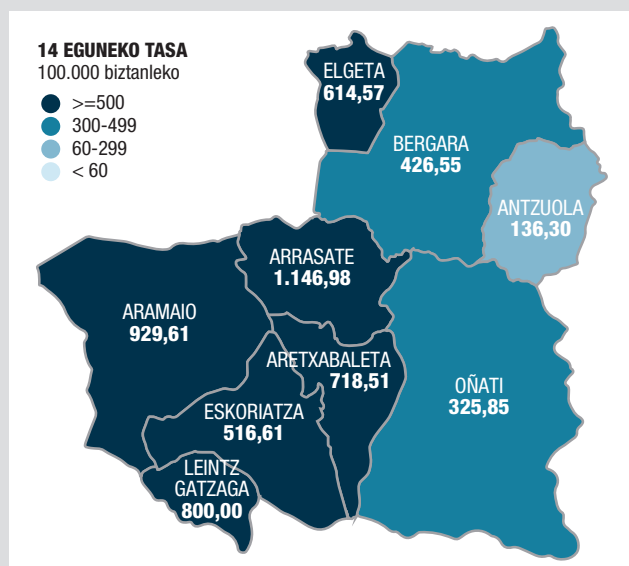 14 EGUNEKO TASA
100.000 biztanleko
>=500
300-499
60-299
< 60
ELGETA
614,57
BERGARA
426,55
ANTZUOLA
136,30
ARRASATE
1.146,98
ARAMAIO
929,61
ARETXABALETA
718,51
OÑATI
325,85
ESKORIATZA
516,61
LEINTZ
GATZAGA
800,00